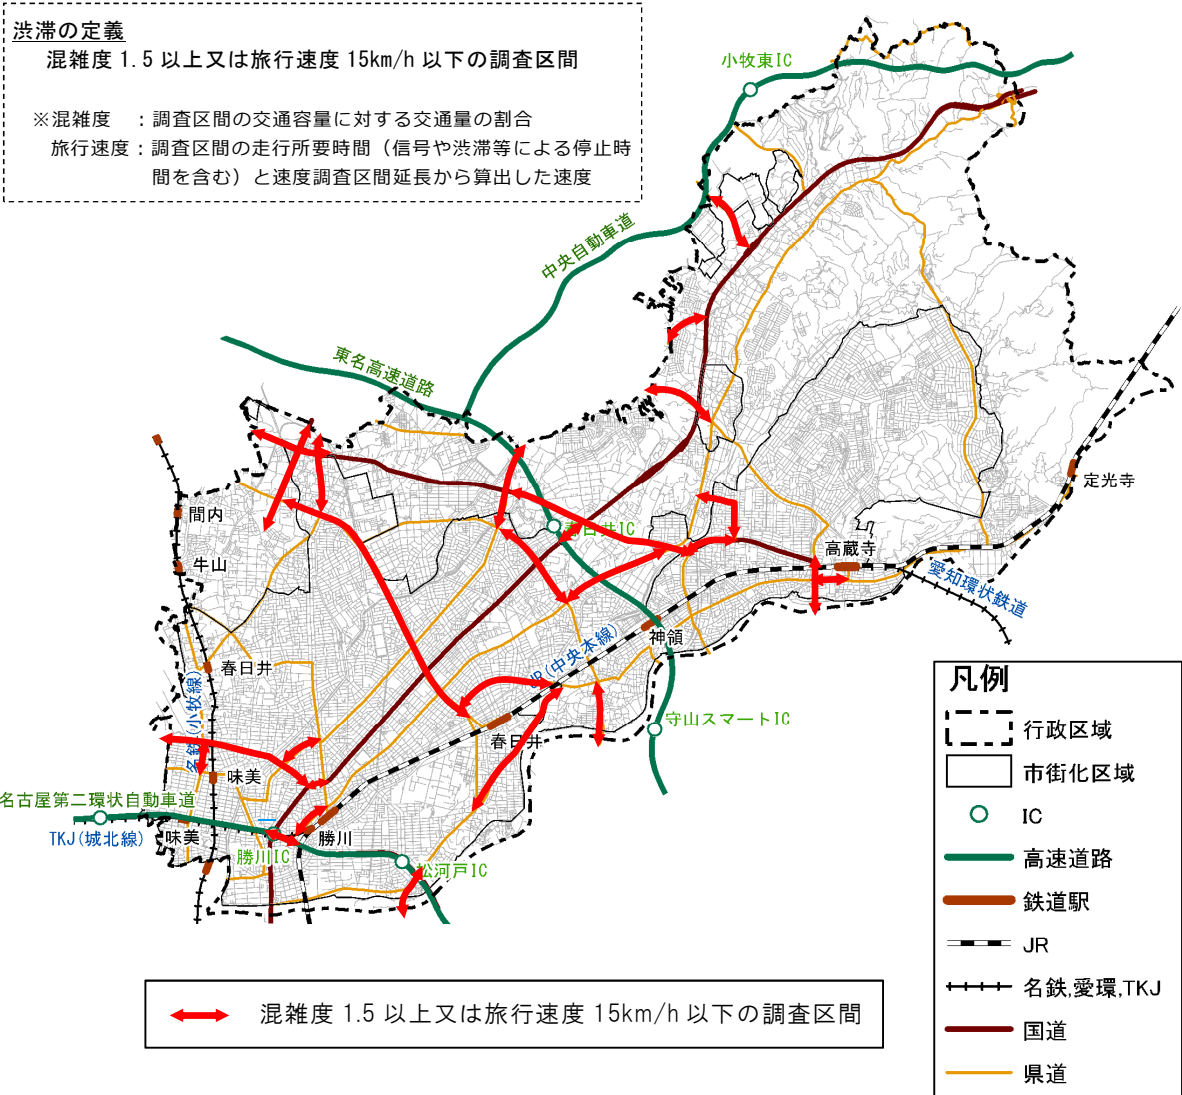 渋滞の定義
混雑度 1.5 以上又は旅行速度 15km/h 以下の調査区間
※混雑度　：調査区間の交通容量に対する交通量の割合
旅行速度：調査区間の走行所要時間（信号や渋滞等による停止時
間を含む）と速度調査区間延長から算出した速度
小牧東IC
中央自動車道
東名高速道路
定光寺
間内
春日井IC
牛山
高蔵寺
愛知環状鉄道
神領
JR(中央本線)
春日井
名鉄(小牧線)
守山スマートIC
春日井
味美
名古屋第二環状自動車道
TKJ(城北線)
味美
勝川
勝川IC
松河戸IC
凡例
行政区域
市街化区域
IC
高速道路
鉄道駅
JR
名鉄,愛環,TKJ
国道
県道
混雑度 1.5 以上又は旅行速度 15km/h 以下の調査区間